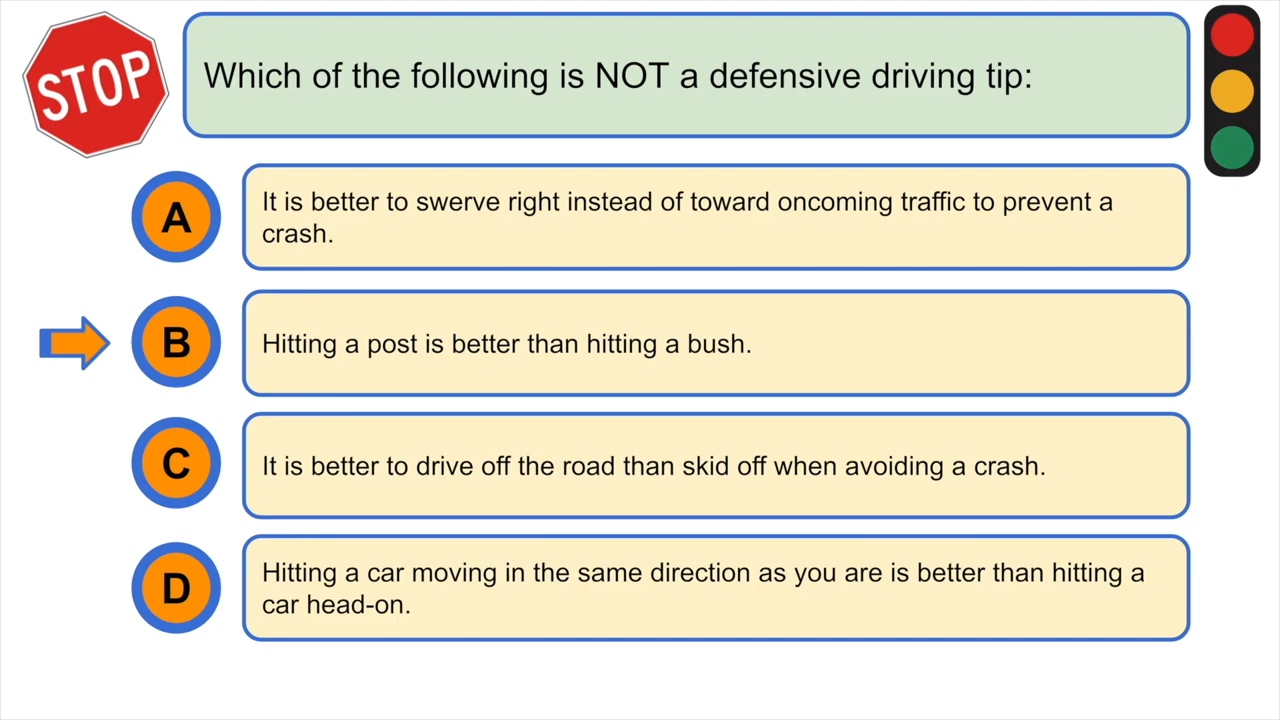 STOP
Which of the following is NOT a defensive driving tip:
A
It is better to swerve right instead of toward oncoming traffic to prevent a
crash.
B
Hitting a post is better than hitting a bush.
C
It is better to drive off the road than skid off when avoiding a crash.
D
Hitting a car moving in the same direction as you are is better than hitting a
car head-on.